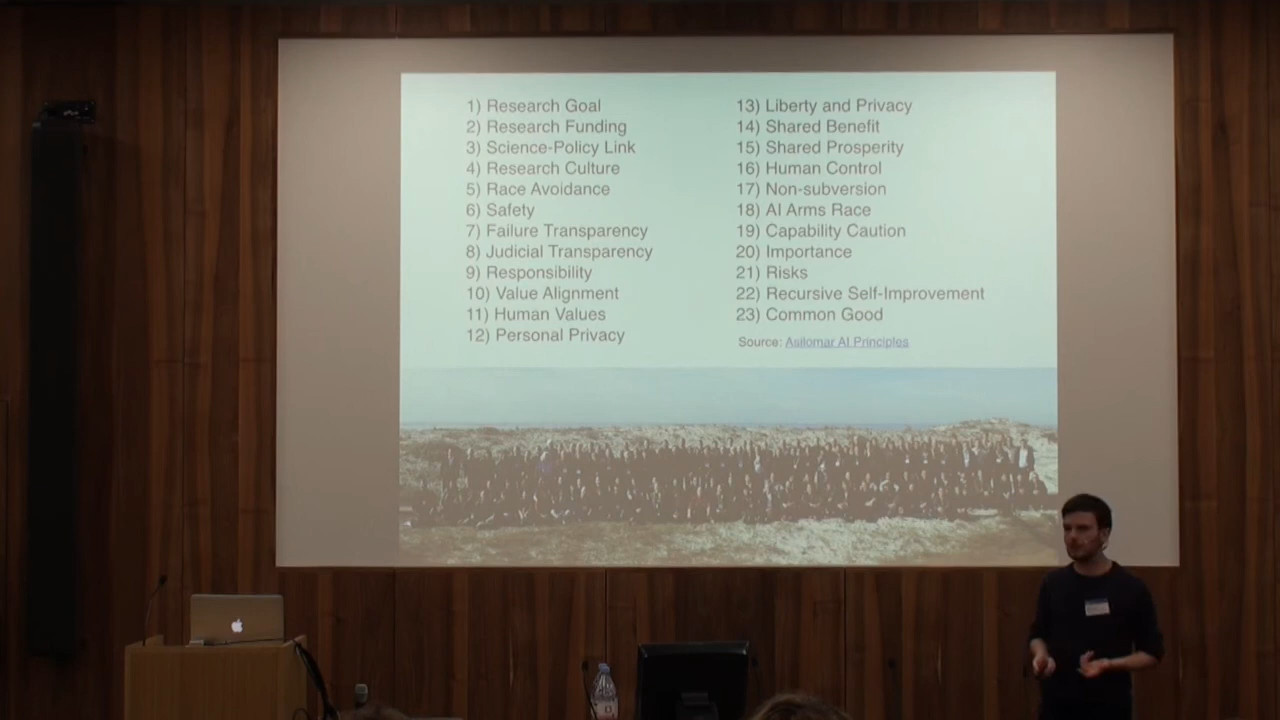 1) Research Goal
2) Research Funding
3) Science-Policy Link
4) Research Culture
5) Race Avoidance
6) Safety
7) Failure Transparency
8) Judicial Transparency
9) Responsibility
10) Value Alignment
11) Human Values
12) Personal Privacy
13) Liberty and Privacy
14) Shared Benefit
15) Shared Prosperity
16) Human Control
17) Non-subversion
18) AI Arms Race
19) Capability Caution
20) Importance
21) Risks
22) Recursive Self-Improvement
23) Common Good
Source: Asilomar AI Principles